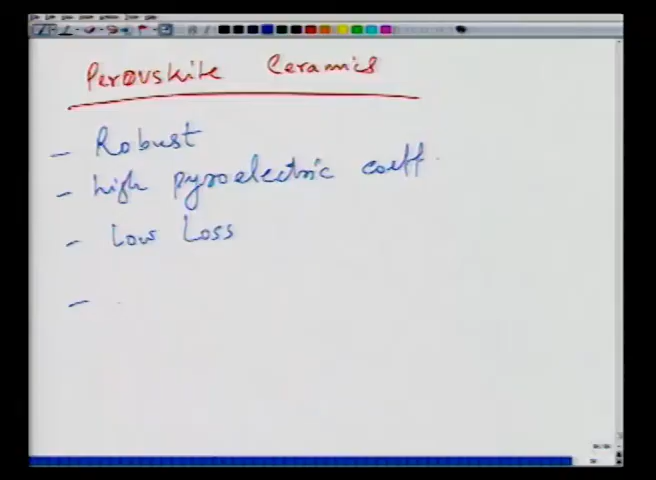 Perovskite Ceramics
- Robust
- high pyroelectric coeff.
- Low Loss
-